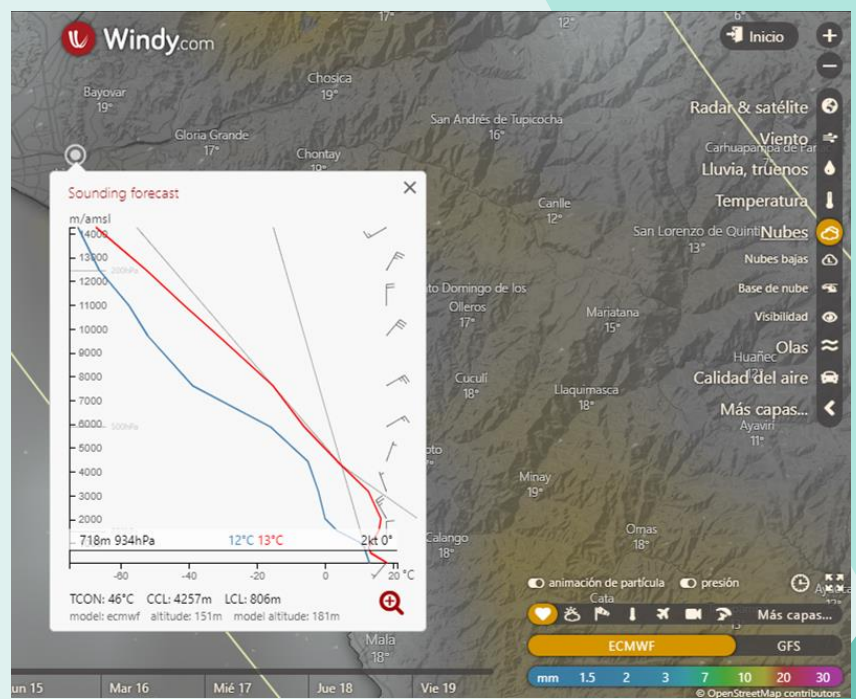 Windy.com
17°
12°
6°
Inicio
+
−
Bayovar
19°
Chosica
19°
Gloria Grande
17°
Chontay
19°
San Andrés de Tupicocha
16°
Radar & satélite
Viento
Lluvia, truenos
Temperatura
Canlle
12°
San Lorenzo de Quinti
13°
Nubes
Nubes bajas
Base de nube
Visibilidad
Olas
Huañec
12°
Calidad del aire
Más capas...
Ayaviri
11°
Sounding forecast
m/amsl
14000
13000
200hPa
12000
11000
10000
9000
8000
7000
6000
500hPa
5000
4000
3000
2000
718m 934hPa 12°C 13°C 2kt 0°
-60 -40 -20 0 20 °C
TCON: 46°C CCL: 4257m LCL: 806m
model: ecmwf altitude: 151m model altitude: 181m
to Domingo de los
Olleros
17°
Mariatana
15°
Cuculí
18°
Llaquimasca
18°
Minay
19°
Calango
18°
Omas
18°
Mala
18°
animación de partícula presión
Cata
Más capas...
ECMWF GFS
mm 1.5 2 3 7 10 20 30
© OpenStreetMap contributors
Mar 16 Mié 17 Jue 18 Vie 19